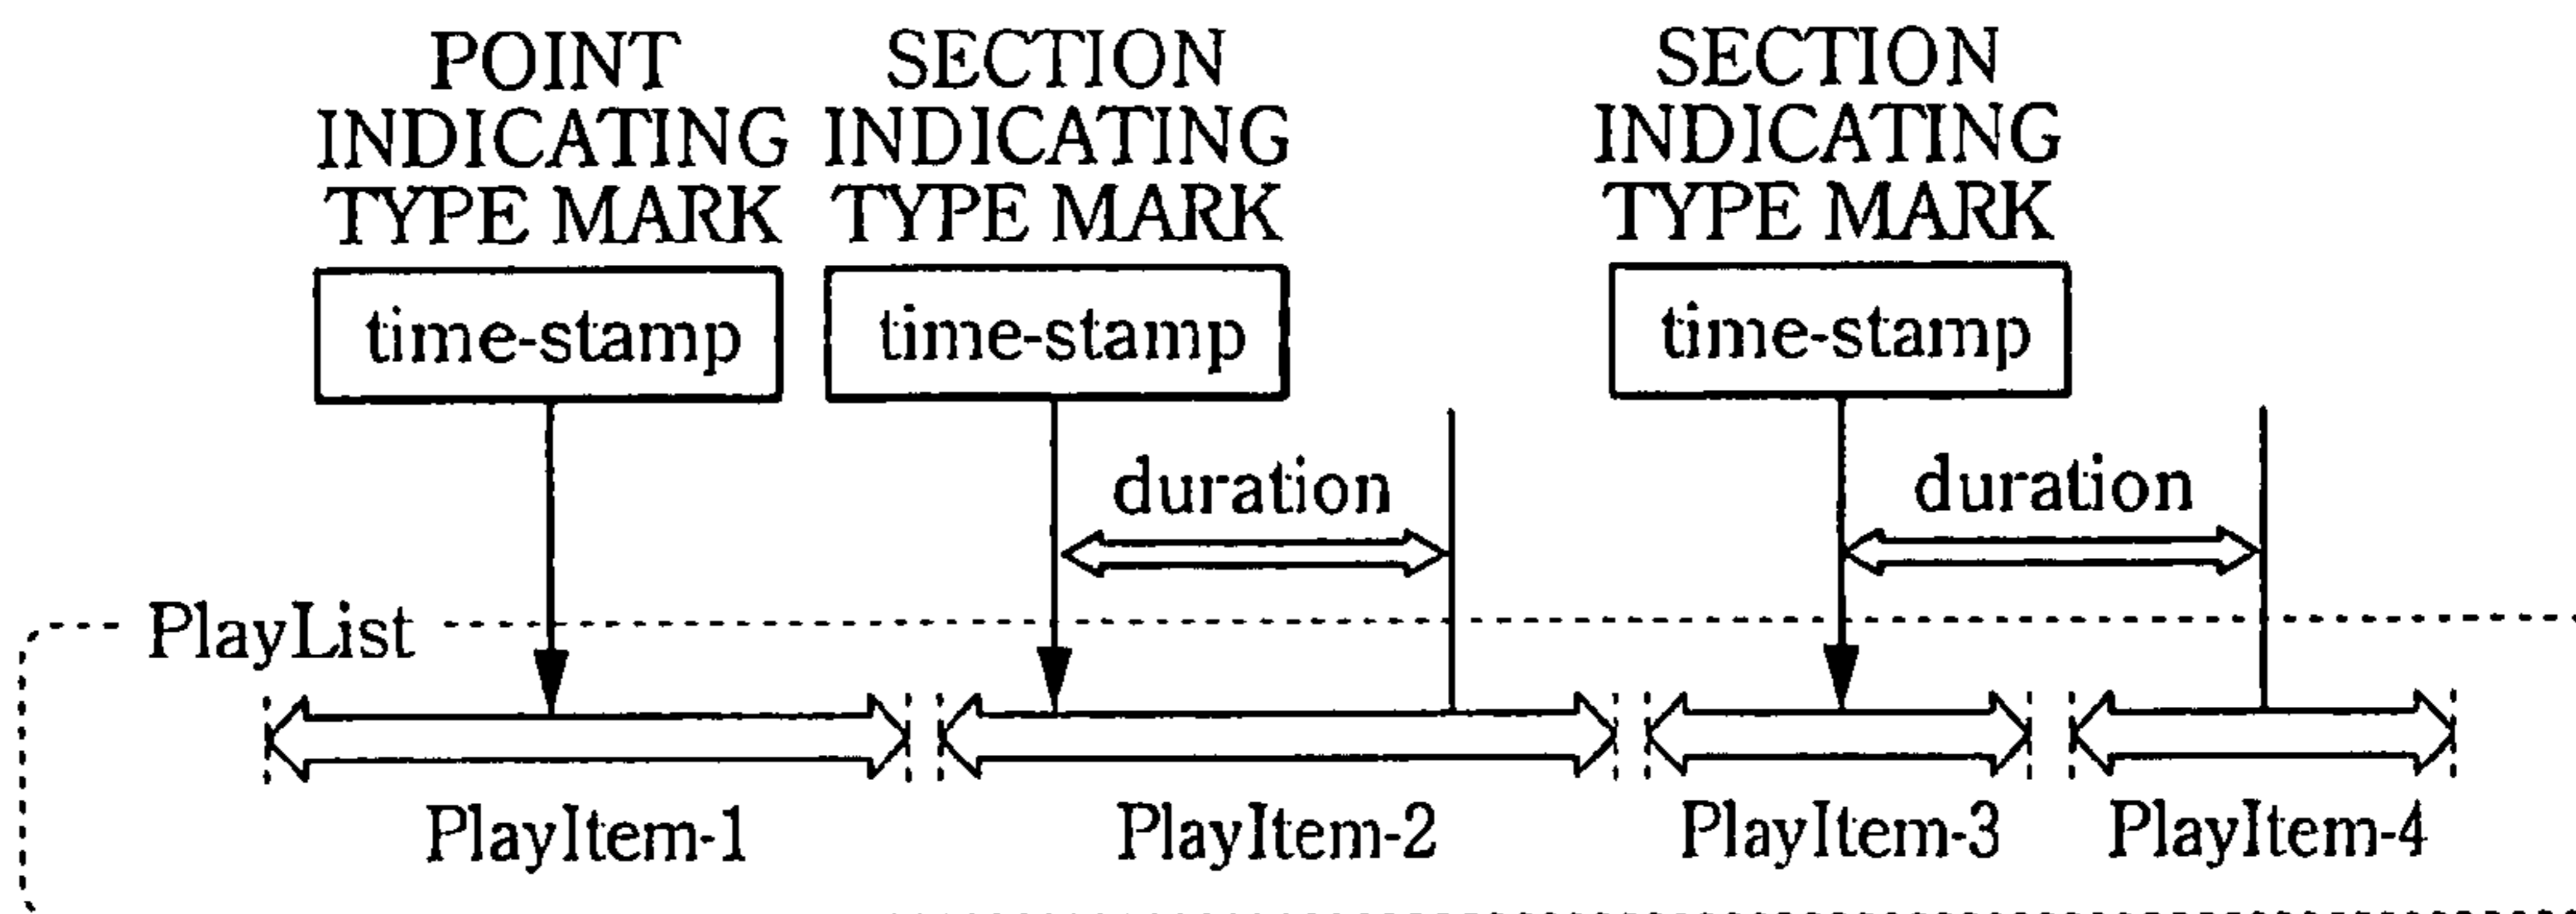 POINT
INDICATING
TYPE MARK
SECTION
INDICATING
TYPE MARK
SECTION
INDICATING
TYPE MARK
time-stamp
time-stamp
time-stamp
duration
duration
PlayList
PlayItem-1
PlayItem-2
PlayItem-3
PlayItem-4